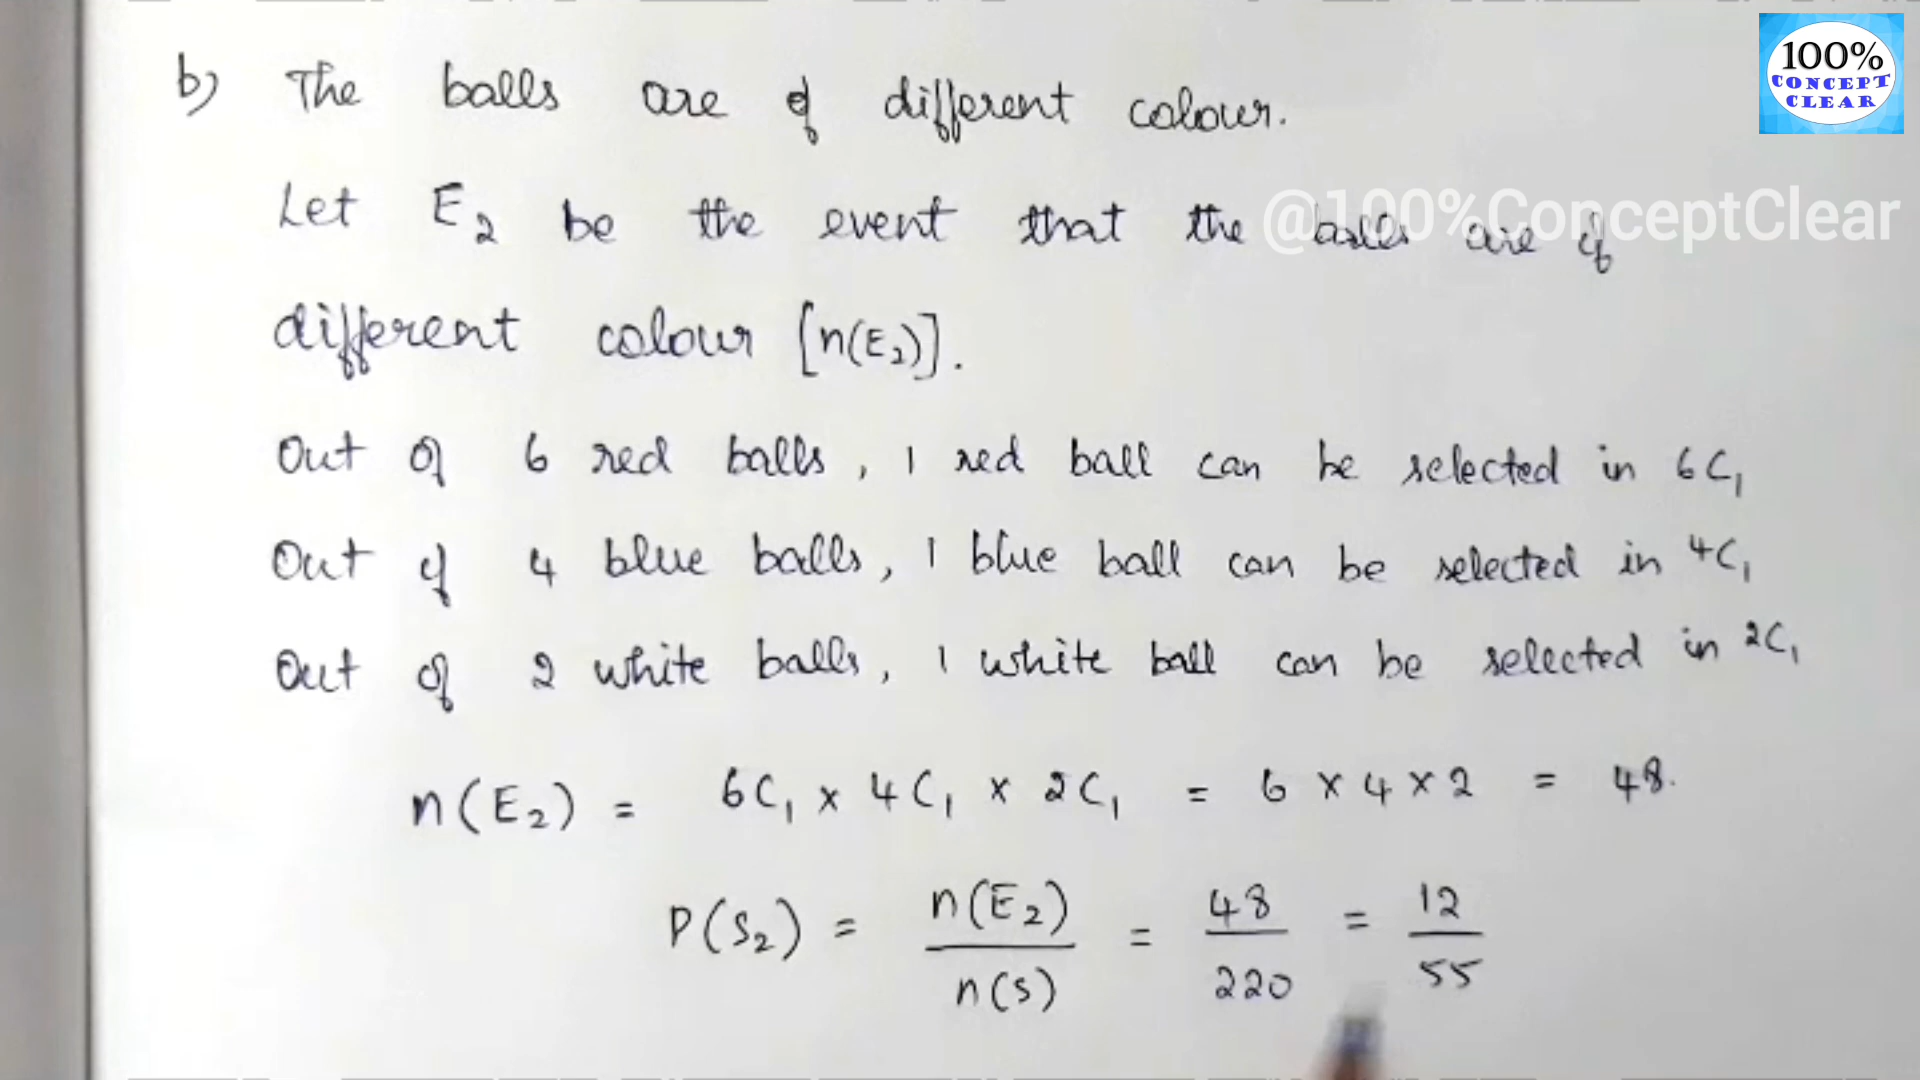 100%
CONCEPT
CLEAR
b) The balls are of different colour.
@100%ConceptClear
Let E₂ be the event that the balls are of
different colour [n(E₂)].
Out of 6 red balls, 1 red ball can be selected in 6C₁
Out of 4 blue balls, 1 blue ball can be selected in 4C₁
Out of 2 white balls, 1 white ball can be selected in 2C₁
n(E₂) = 6C₁ × 4C₁ × 2C₁ = 6 × 4 × 2 = 48.
P(S₂) = n(E₂)/n(S) = 48/220 = 12/55